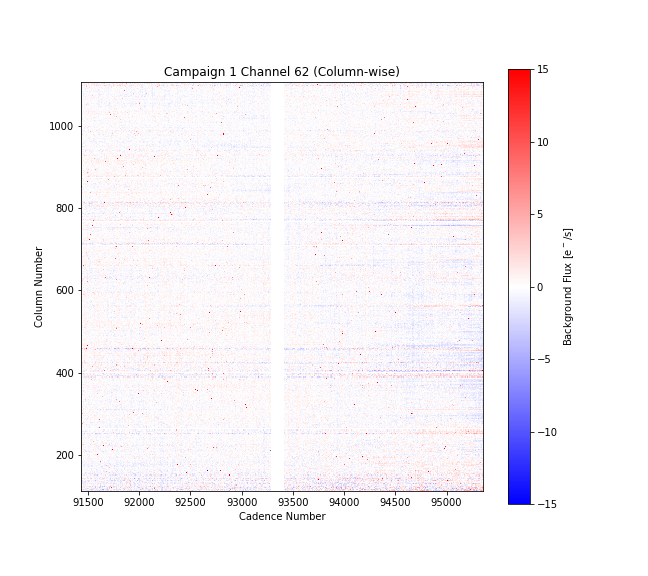 Campaign 1 Channel 62 (Column-wise)
1000
800
600
400
200
Column Number
91500 92000 92500 93000 93500 94000 94500 95000
Cadence Number
15
10
5
0
−5
−10
−15
Background Flux [e⁻/s]